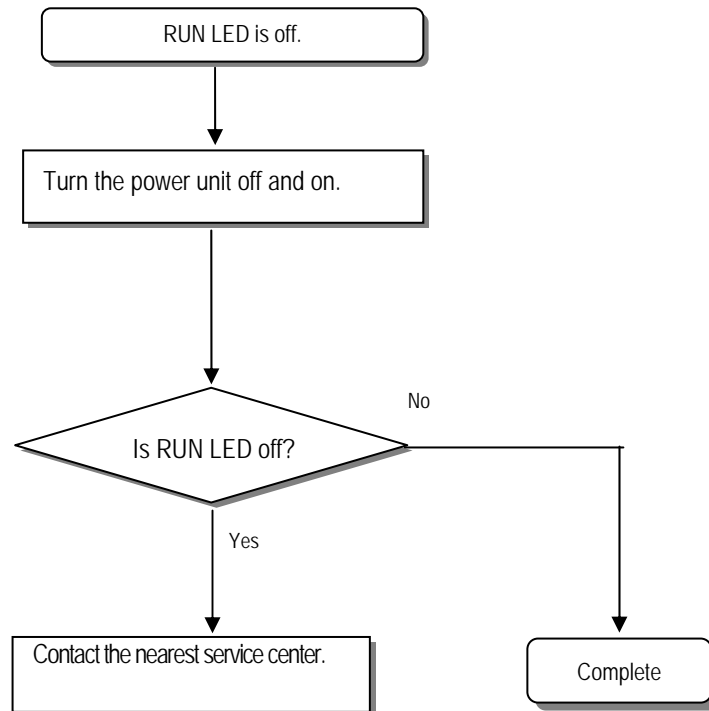 RUN LED is off.
Turn the power unit off and on.
Is RUN LED off?
No
Yes
Contact the nearest service center.
Complete